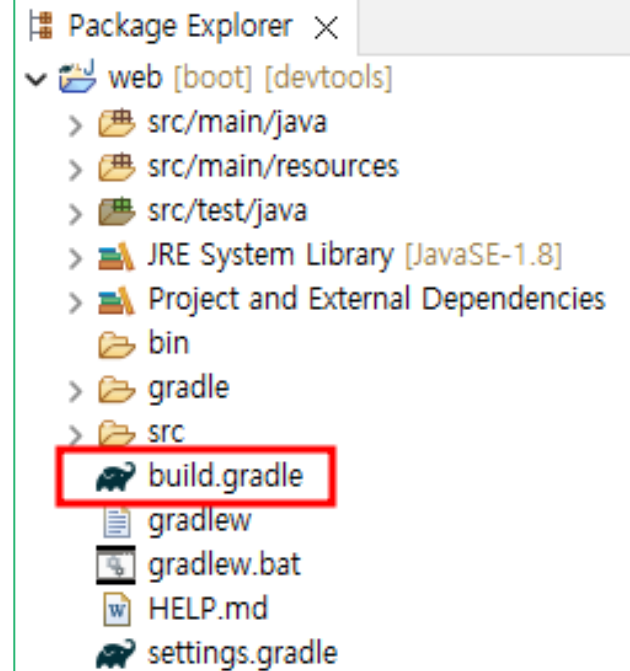 Package Explorer
web [boot] [devtools]
src/main/java
src/main/resources
src/test/java
JRE System Library [JavaSE-1.8]
Project and External Dependencies
bin
gradle
src
build.gradle
gradlew
gradlew.bat
HELP.md
settings.gradle